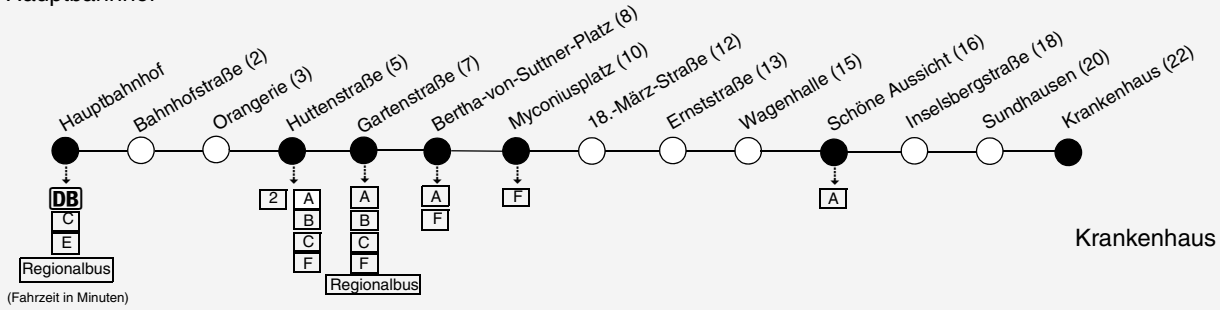 Hauptbahnhof
Bahnhofstraße (2)
Orangerie (3)
Huttenstraße (5)
Gartenstraße (7)
Bertha-von-Suttner-Platz (8)
Myconiusplatz (10)
18.-März-Straße (12)
Ernststraße (13)
Wagenhalle (15)
Schöne Aussicht (16)
Inselsbergstraße (18)
Sundhausen (20)
Krankenhaus (22)
DB
C
E
Regionalbus
(Fahrzeit in Minuten)
2
A
B
C
F
A
B
C
F
Regionalbus
A
F
F
A
Krankenhaus